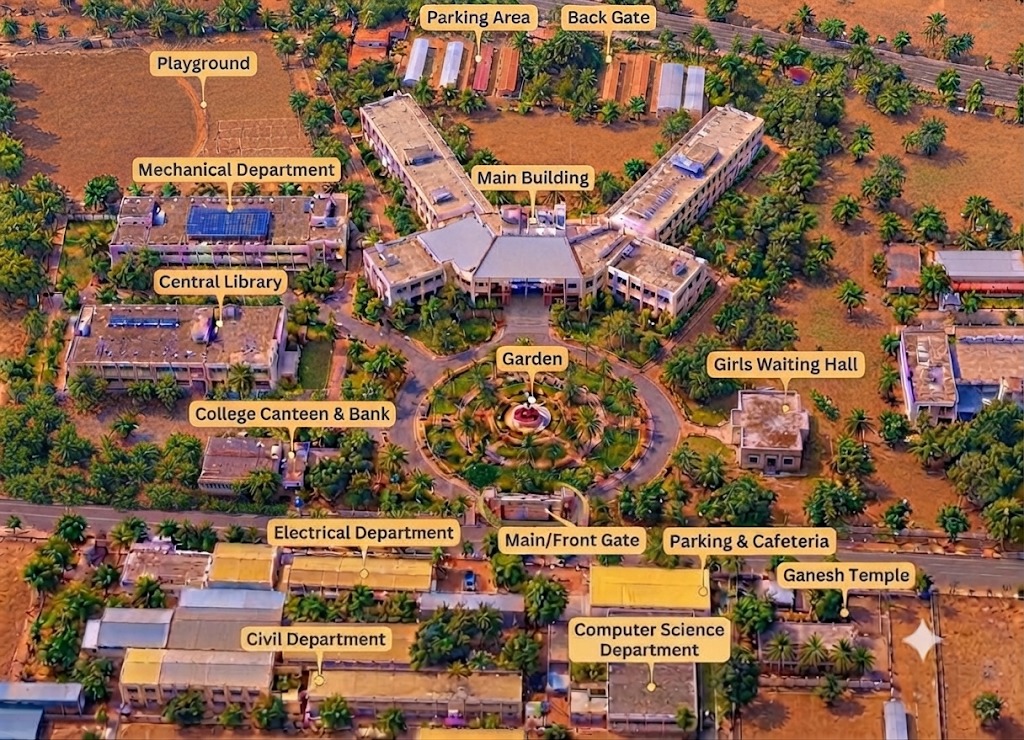 Parking Area
Back Gate
Playground
Mechanical Department
Main Building
Central Library
Garden
Girls Waiting Hall
College Canteen & Bank
Electrical Department
Main/Front Gate
Parking & Cafeteria
Ganesh Temple
Civil Department
Computer Science
Department